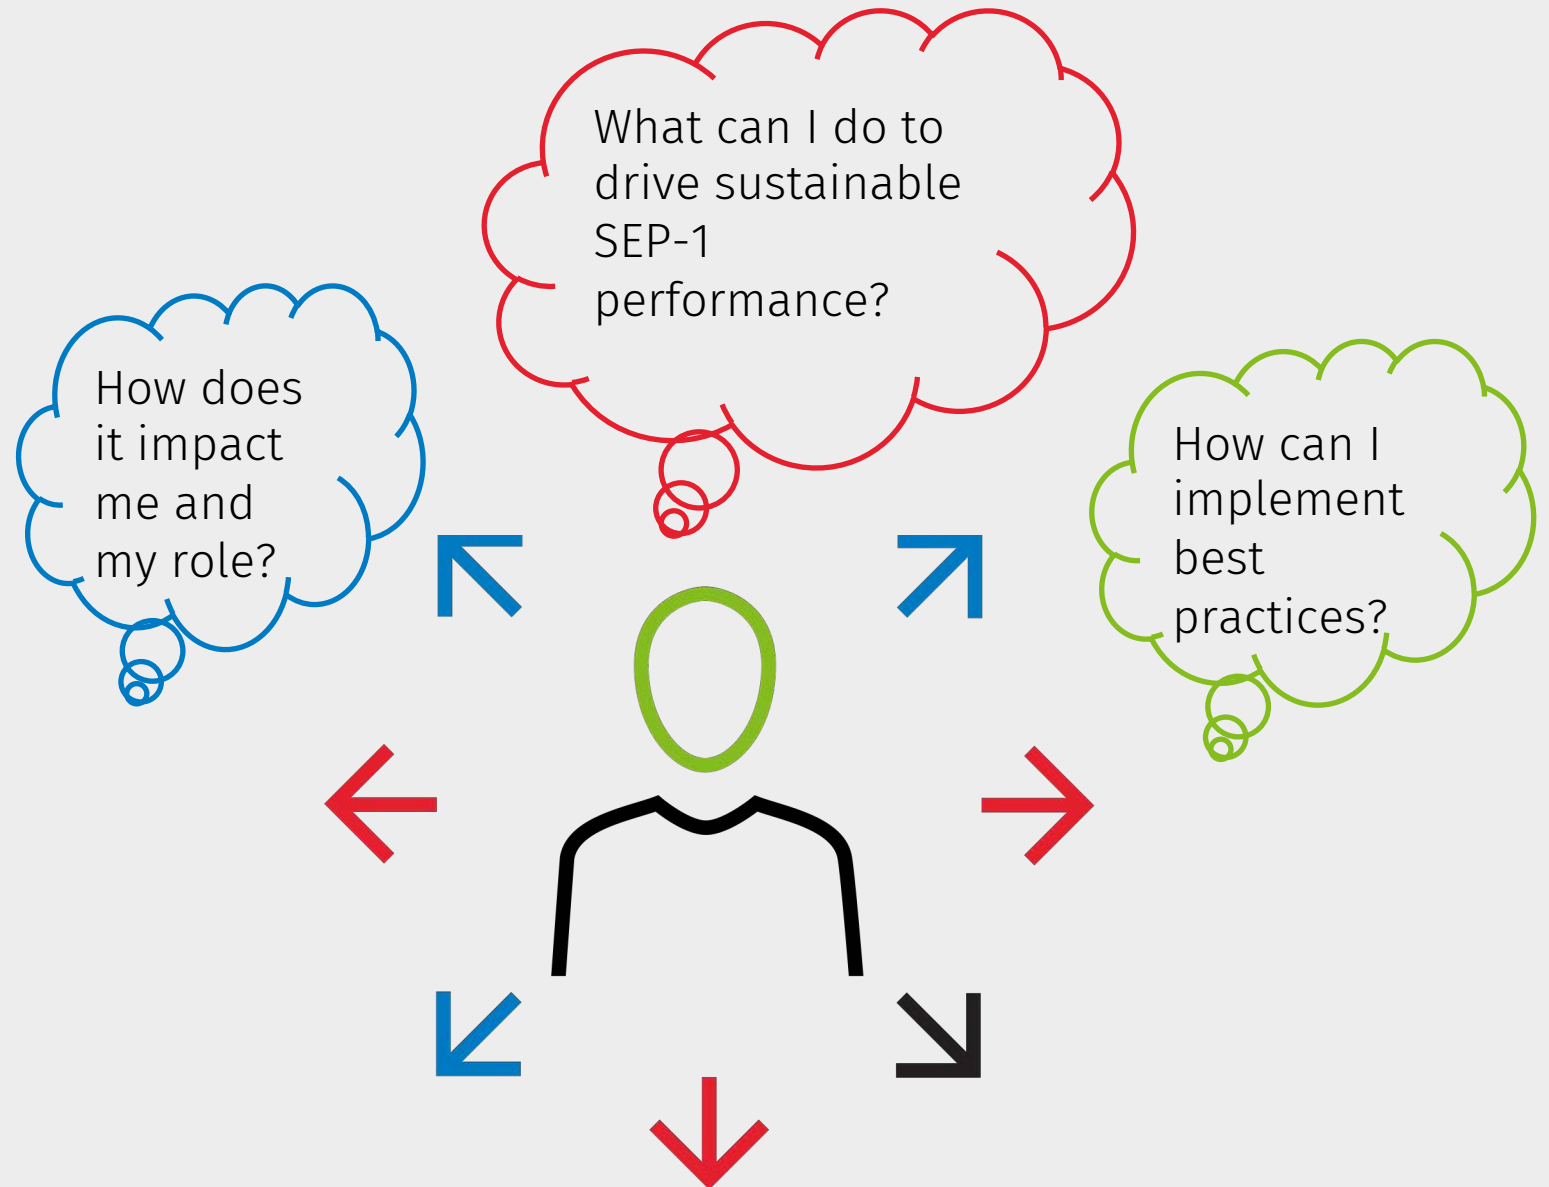 What can I do to
drive sustainable
SEP-1
performance?
How does
it impact
me and
my role?
How can I
implement
best
practices?